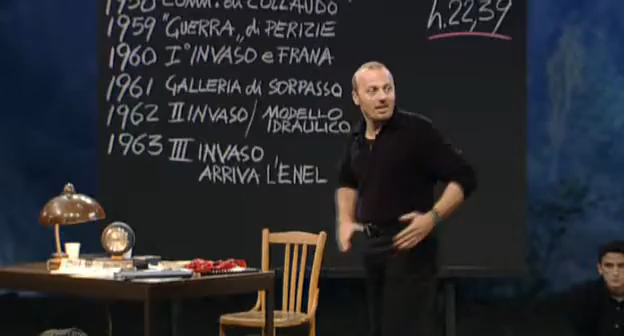 1958 COMM. di COLLAUDO
1959 "GUERRA„ di PERIZIE
1960 I° INVASO e FRANA
1961 GALLERIA di SORPASSO
1962 II INVASO / MODELLO IDRAULICO
1963 III INVASO
ARRIVA L'ENEL
h. 22,39